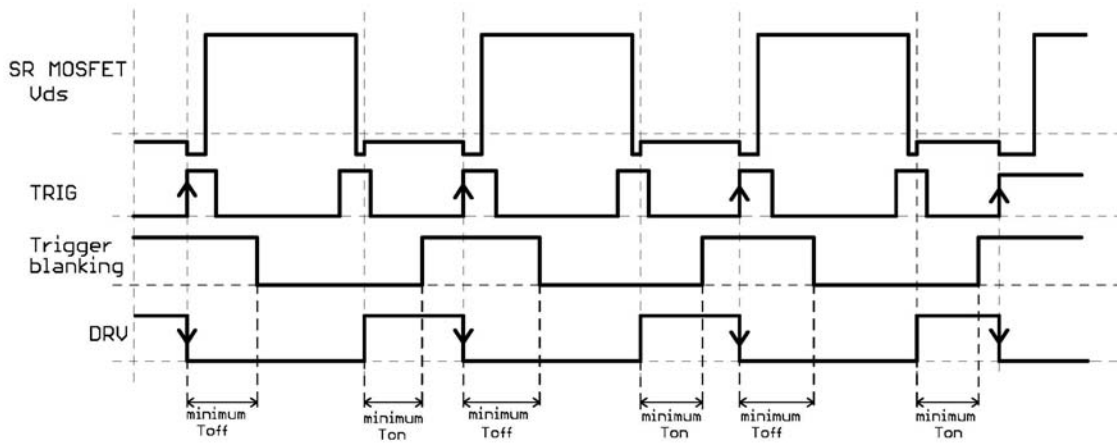 SR MOSFET
Vds
TRIG
Trigger
blanking
DRV
minimum
Toff
minimum
Ton
minimum
Toff
minimum
Ton
minimum
Toff
minimum
Ton